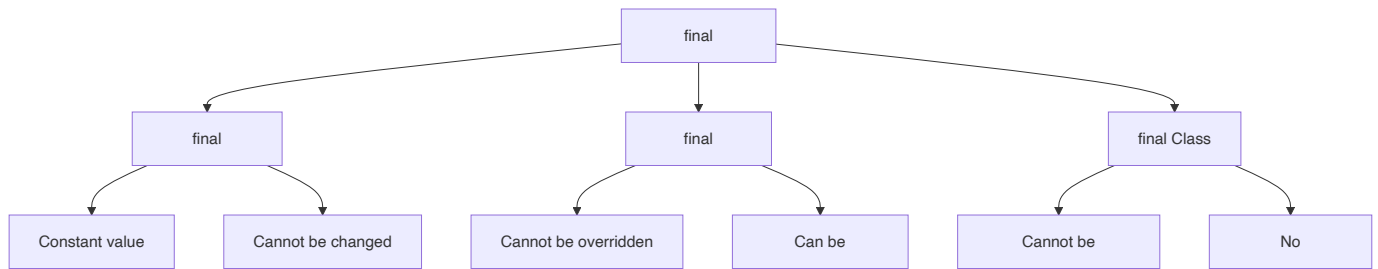 final
final
final
final Class
Constant value
Cannot be changed
Cannot be overridden
Can be
Cannot be
No